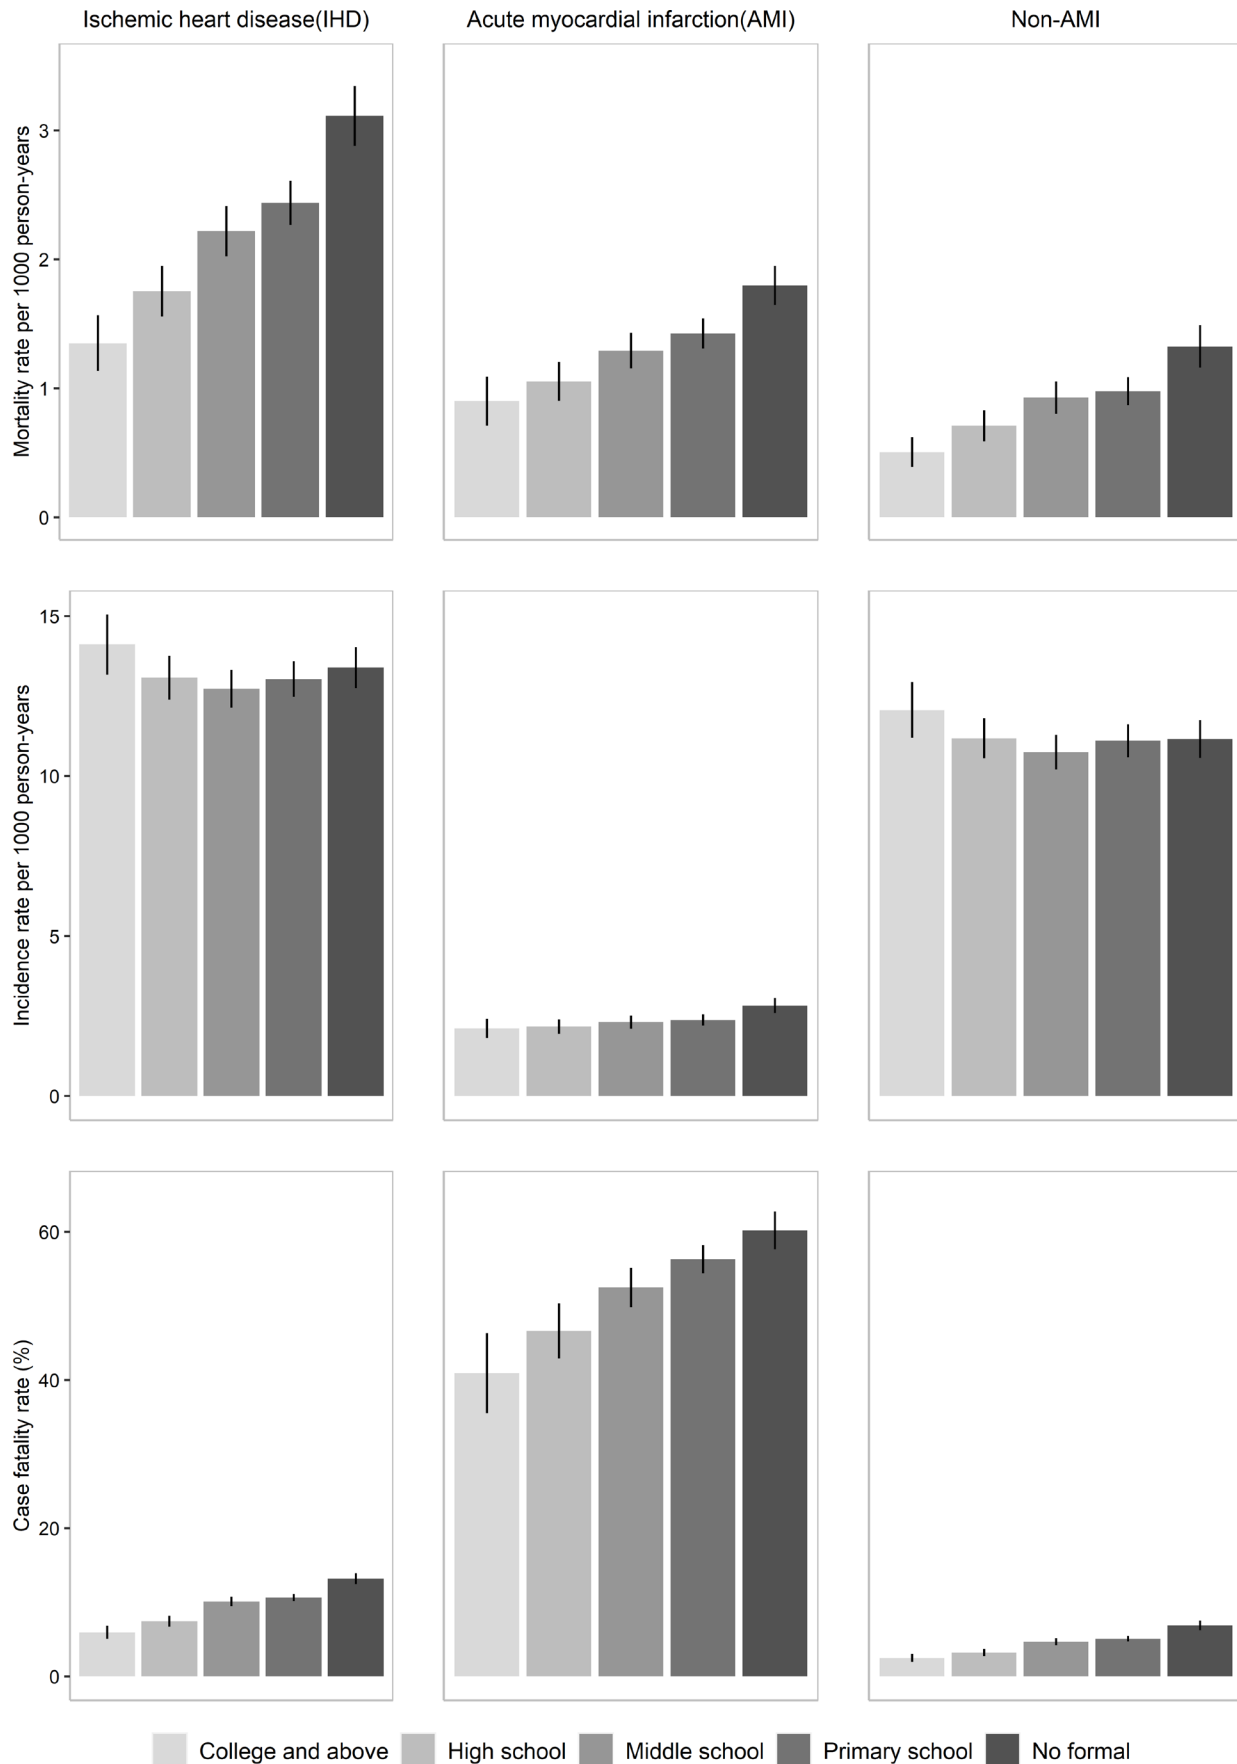 Ischemic heart disease(IHD) Acute myocardial infarction(AMI) Non-AMI
Mortality rate per 1000 person-years
3
2
1
0
Incidence rate per 1000 person-years
15
10
5
0
Case fatality rate (%)
60
40
20
0
College and above High school Middle school Primary school No formal